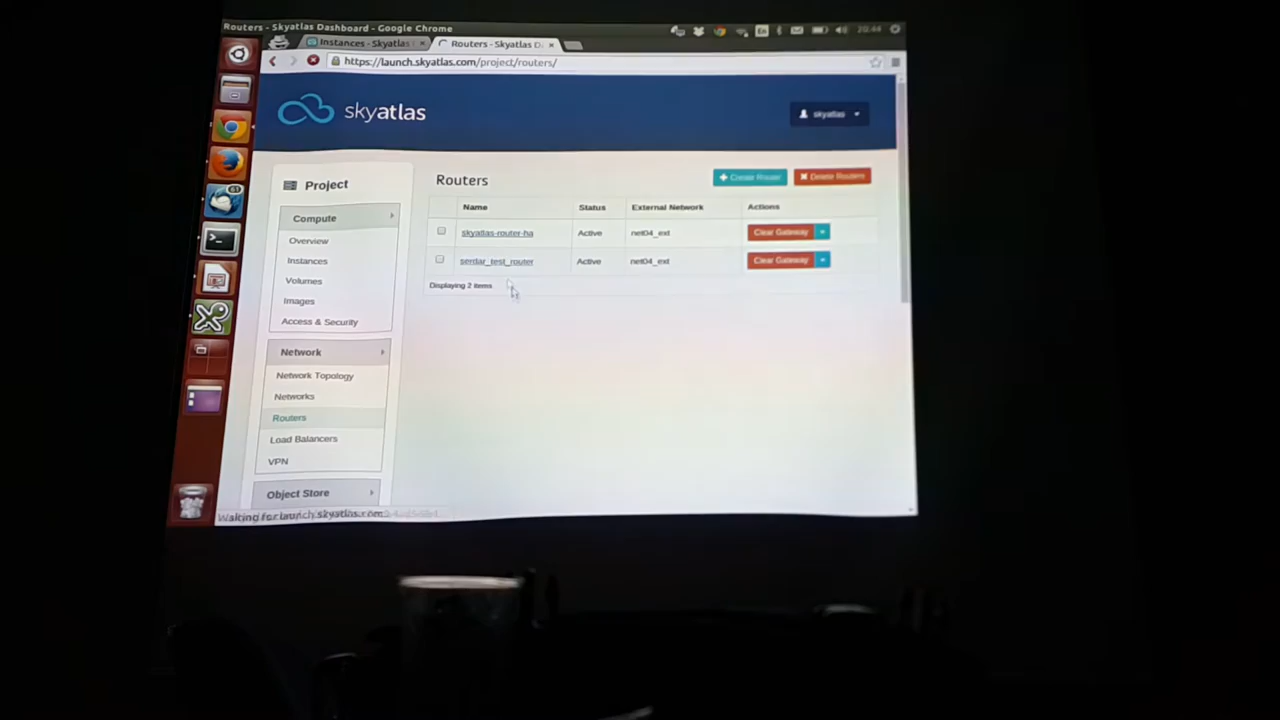 Routers - Skyatlas Dashboard - Google Chrome
En
20:44
Instances - Skyatlas
Routers - Skyatlas D
https://launch.skyatlas.com/project/routers/
skyatlas
skyatlas
Project
Compute
Overview
Instances
Volumes
Images
Access & Security
Network
Network Topology
Networks
Routers
Load Balancers
VPN
Object Store
Routers
Create Router
Delete Routers
Name Status External Network Actions
skyatlas-router-ha Active net04_ext Clear Gateway
serdar_test_router Active net04_ext Clear Gateway
Displaying 2 items
Waiting for launch.skyatlas.com